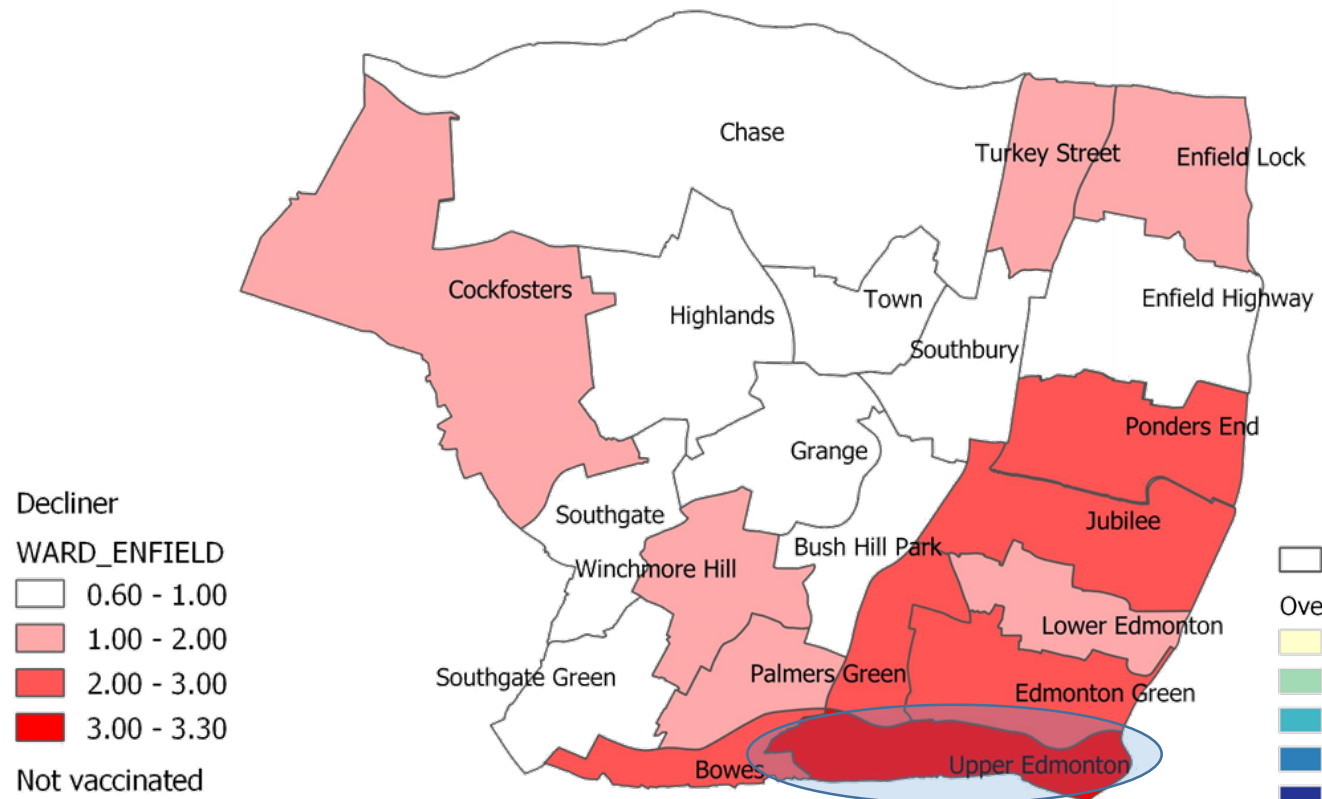 Chase
Turkey Street
Enfield Lock
Cockfosters
Highlands
Town
Enfield Highway
Southbury
Ponders End
Grange
Southgate
Jubilee
Bush Hill Park
Winchmore Hill
Lower Edmonton
Southgate Green
Palmers Green
Edmonton Green
Bowes
Upper Edmonton
Decliner
WARD_ENFIELD
0.60 - 1.00
1.00 - 2.00
2.00 - 3.00
3.00 - 3.30
Not vaccinated
Ove